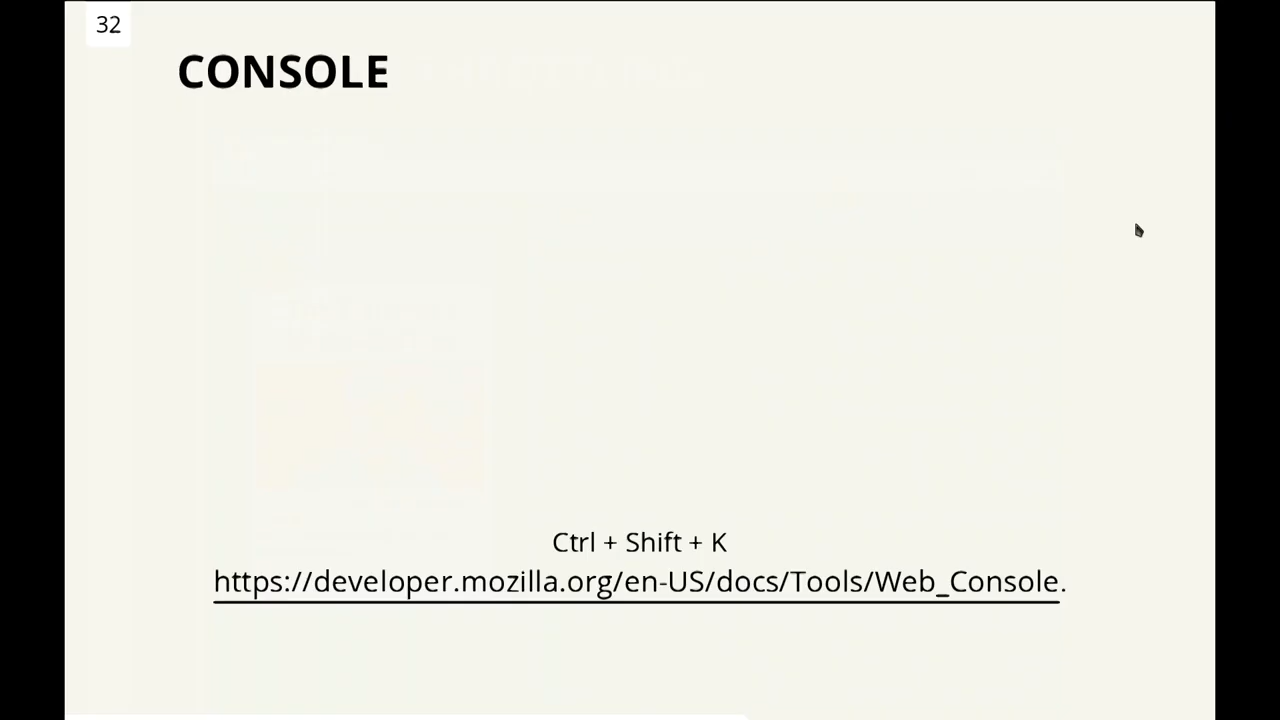 32
CONSOLE
Ctrl + Shift + K
https://developer.mozilla.org/en-US/docs/Tools/Web_Console.